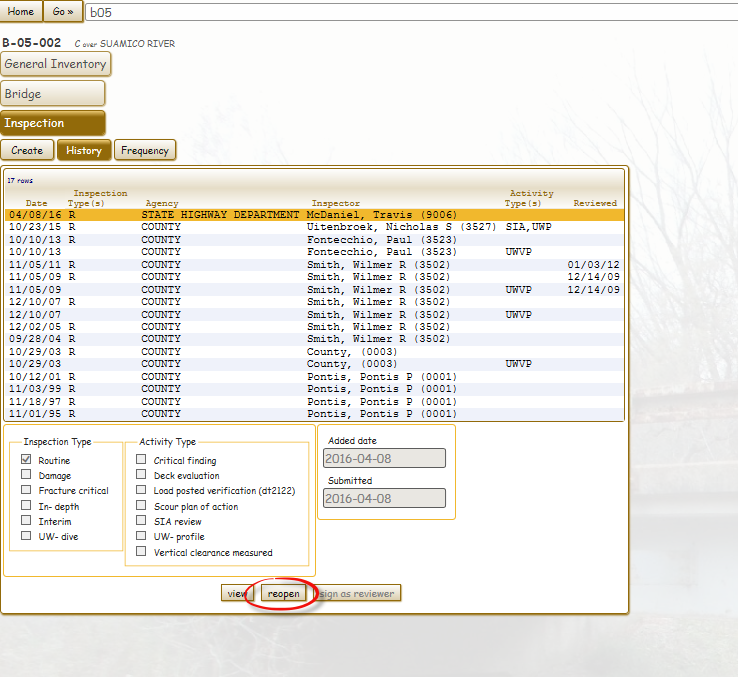 Home Go » b05
B-05-002 C over SUAMICO RIVER
General Inventory
Bridge
Inspection
Create History Frequency
17 rows
Inspection Activity
Date Type(s) Agency Inspector Type(s) Reviewed
04/08/16 R STATE HIGHWAY DEPARTMENT McDaniel, Travis (9006)
10/23/15 R COUNTY Uitenbroek, Nicholas S (3527) SIA,UWP
10/10/13 R COUNTY Fontecchio, Paul (3523)
10/10/13 COUNTY Fontecchio, Paul (3523) UWVP
11/05/11 R COUNTY Smith, Wilmer R (3502) 01/03/12
11/05/09 R COUNTY Smith, Wilmer R (3502) 12/14/09
11/05/09 COUNTY Smith, Wilmer R (3502) UWVP 12/14/09
12/10/07 R COUNTY Smith, Wilmer R (3502)
12/10/07 COUNTY Smith, Wilmer R (3502) UWVP
12/02/05 R COUNTY Smith, Wilmer R (3502)
09/28/04 R COUNTY Smith, Wilmer R (3502)
10/29/03 R COUNTY County, (0003)
10/29/03 COUNTY County, (0003) UWVP
10/12/01 R COUNTY Pontis, Pontis P (0001)
11/03/99 R COUNTY Pontis, Pontis P (0001)
11/18/97 R COUNTY Pontis, Pontis P (0001)
11/01/95 R COUNTY Pontis, Pontis P (0001)
Inspection Type
Routine
Damage
Fracture critical
In- depth
Interim
UW- dive
Activity Type
Critical finding
Deck evaluation
Load posted verification (dt2122)
Scour plan of action
SIA review
UW- profile
Vertical clearance measured
Added date
2016-04-08
Submitted
2016-04-08
view reopen sign as reviewer